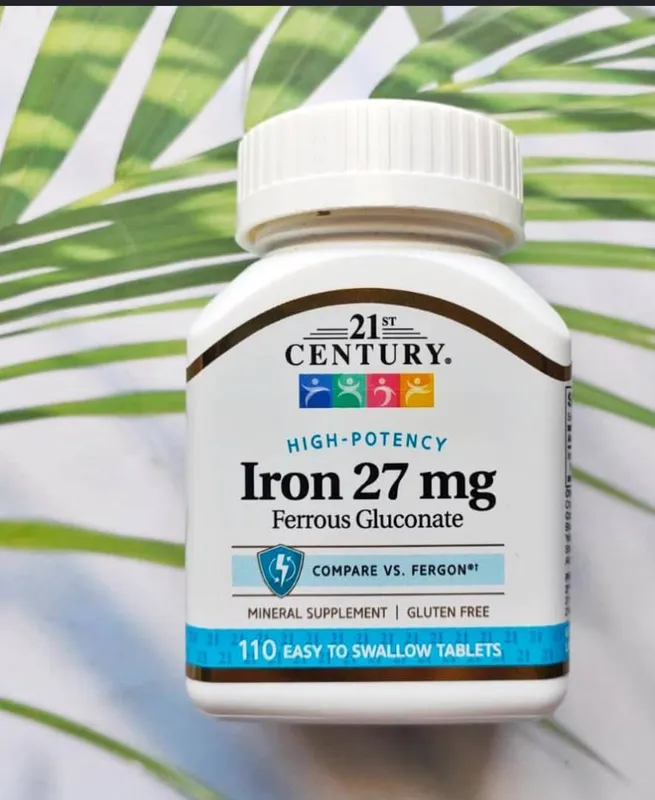 21ST
CENTURY®
HIGH-POTENCY
Iron 27 mg
Ferrous Gluconate
COMPARE VS. FERGON®†
MINERAL SUPPLEMENT | GLUTEN FREE
110 EASY TO SWALLOW TABLETS